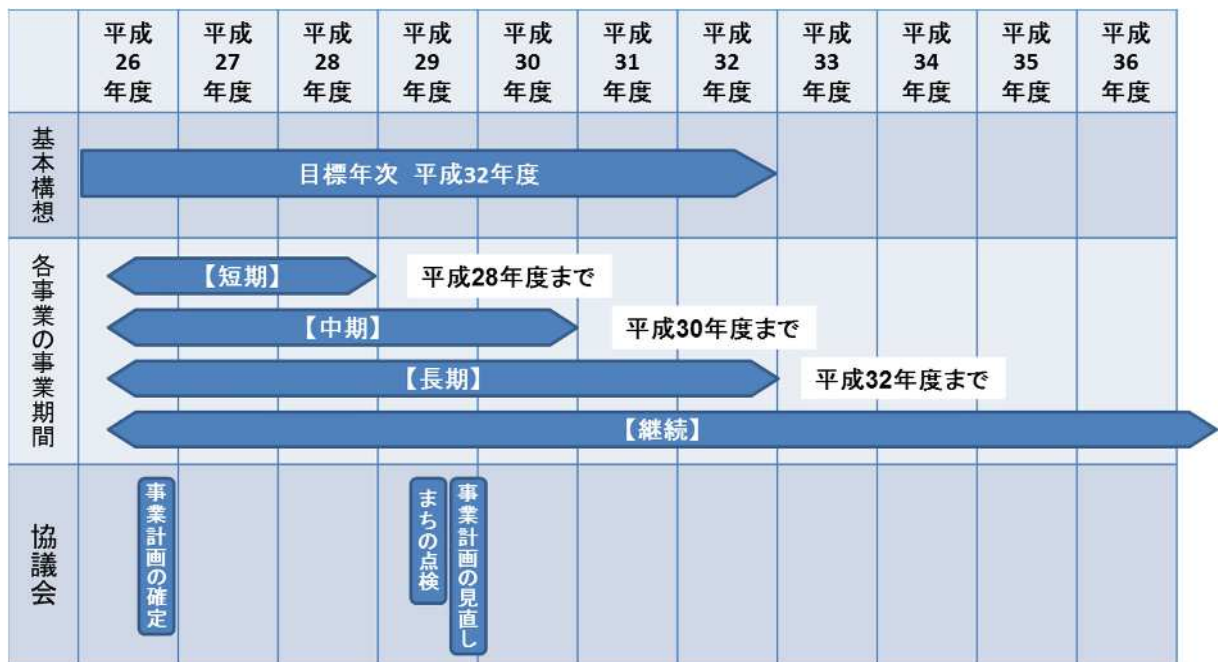 平成
26
年度
平成
27
年度
平成
28
年度
平成
29
年度
平成
30
年度
平成
31
年度
平成
32
年度
平成
33
年度
平成
34
年度
平成
35
年度
平成
36
年度
基本構想
目標年次 平成32年度
各事業の事業期間
【短期】
平成28年度まで
【中期】
平成30年度まで
【長期】
平成32年度まで
【継続】
協議会
事業計画の確定
まちの点検
事業計画の見直し